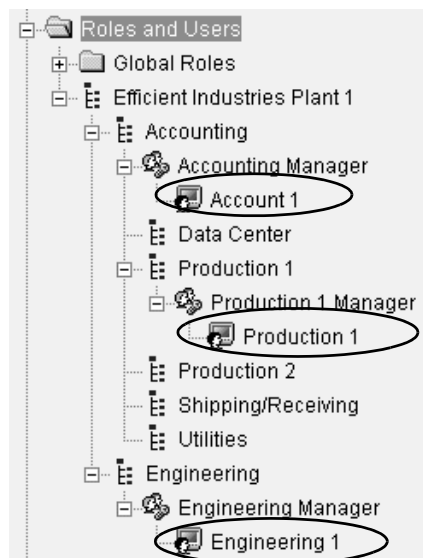 Roles and Users
Global Roles
Efficient Industries Plant 1
Accounting
Accounting Manager
Account 1
Data Center
Production 1
Production 1 Manager
Production 1
Production 2
Shipping/Receiving
Utilities
Engineering
Engineering Manager
Engineering 1